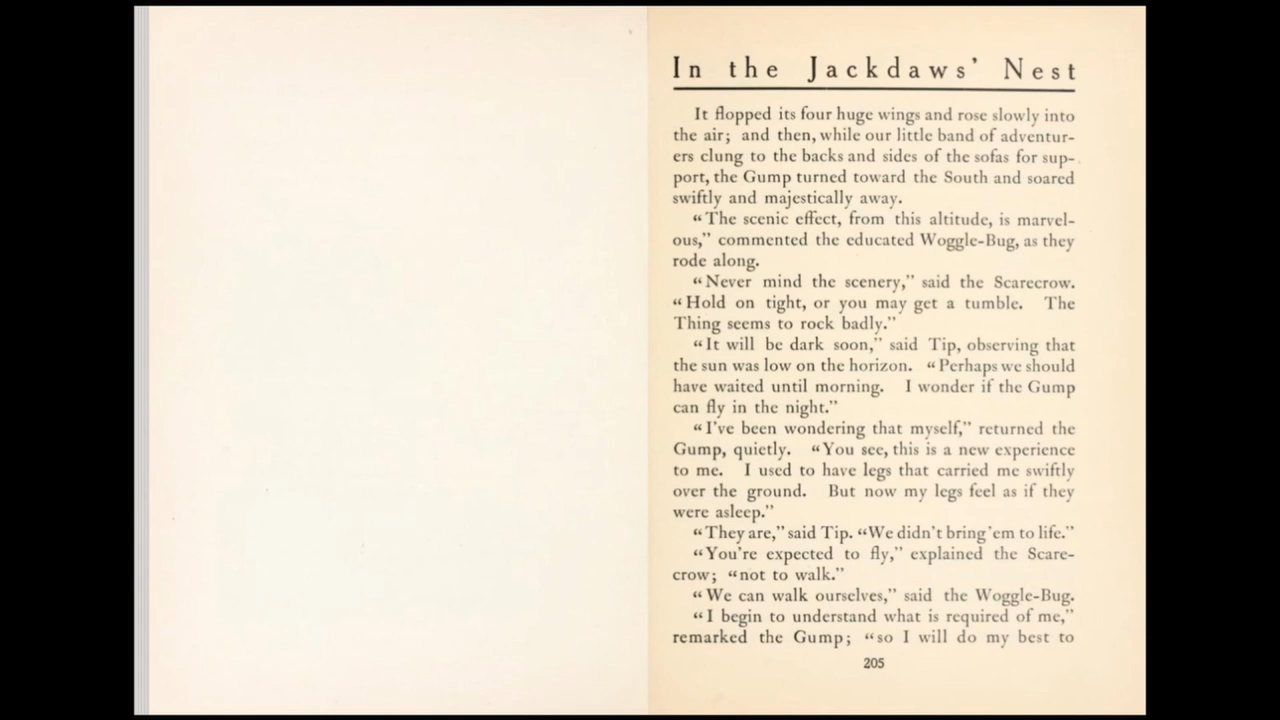 In the Jackdaws’ Nest
It flopped its four huge wings and rose slowly into
the air; and then, while our little band of adventur-
ers clung to the backs and sides of the sofas for sup-
port, the Gump turned toward the South and soared
swiftly and majestically away.
“The scenic effect, from this altitude, is marvel-
ous,” commented the educated Woggle-Bug, as they
rode along.
“Never mind the scenery,” said the Scarecrow.
“Hold on tight, or you may get a tumble. The
Thing seems to rock badly.”
“It will be dark soon,” said Tip, observing that
the sun was low on the horizon. “Perhaps we should
have waited until morning. I wonder if the Gump
can fly in the night.”
“I’ve been wondering that myself,” returned the
Gump, quietly. “You see, this is a new experience
to me. I used to have legs that carried me swiftly
over the ground. But now my legs feel as if they
were asleep.”
“They are,” said Tip. “We didn’t bring ’em to life.”
“You’re expected to fly,” explained the Scare-
crow; “not to walk.”
“We can walk ourselves,” said the Woggle-Bug.
“I begin to understand what is required of me,”
remarked the Gump; “so I will do my best to
205